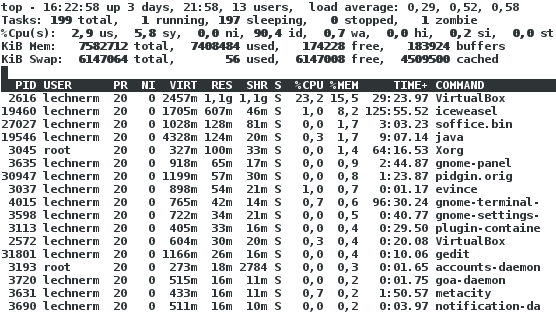 top - 16:22:58 up 3 days, 21:58, 13 users, load average: 0,29, 0,52, 0,58
Tasks: 199 total, 1 running, 197 sleeping, 0 stopped, 1 zombie
%Cpu(s): 2,9 us, 5,8 sy, 0,0 ni, 90,4 id, 0,7 wa, 0,0 hi, 0,2 si, 0,0 st
KiB Mem: 7582712 total, 7408484 used, 174228 free, 183924 buffers
KiB Swap: 6147064 total, 56 used, 6147008 free, 4509500 cached
PID USER PR NI VIRT RES SHR S %CPU %MEM TIME+ COMMAND
2616 lechnerm 20 0 2457m 1,1g 1,1g S 23,2 15,5 29:23.97 VirtualBox
19460 lechnerm 20 0 1705m 607m 46m S 1,0 8,2 125:55.52 iceweasel
27027 lechnerm 20 0 1028m 128m 81m S 0,0 1,7 3:03.23 soffice.bin
19546 lechnerm 20 0 4328m 124m 20m S 0,3 1,7 9:07.14 java
3045 root 20 0 327m 100m 33m S 0,0 1,4 64:16.53 Xorg
3635 lechnerm 20 0 918m 65m 17m S 0,0 0,9 2:44.87 gnome-panel
30947 lechnerm 20 0 1199m 57m 30m S 0,0 0,8 1:23.87 pidgin.orig
3037 lechnerm 20 0 898m 54m 21m S 1,0 0,7 0:01.17 evince
4015 lechnerm 20 0 765m 42m 14m S 0,7 0,6 96:30.24 gnome-terminal-
3598 lechnerm 20 0 722m 34m 21m S 0,0 0,5 0:40.77 gnome-settings-
3113 lechnerm 20 0 405m 33m 16m S 0,0 0,4 0:29.50 plugin-containe
2572 lechnerm 20 0 604m 30m 20m S 0,3 0,4 0:20.08 VirtualBox
31801 lechnerm 20 0 1166m 26m 16m S 0,0 0,4 0:10.06 gedit
3193 root 20 0 273m 18m 2784 S 0,0 0,3 0:01.65 accounts-daemon
3720 lechnerm 20 0 515m 16m 11m S 0,0 0,2 0:01.75 goa-daemon
3631 lechnerm 20 0 433m 16m 11m S 0,7 0,2 1:50.57 metacity
3690 lechnerm 20 0 511m 16m 10m S 0,0 0,2 0:03.97 notification-da